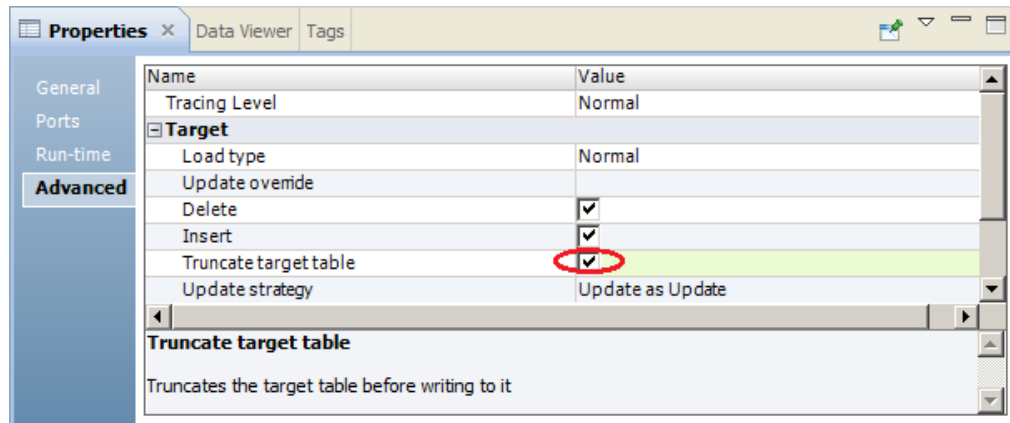 Properties Data Viewer Tags
General
Ports
Run-time
Advanced
Name Value
Tracing Level Normal
Target
Load type Normal
Update override
Delete
Insert
Truncate target table
Update strategy Update as Update
Truncate target table
Truncates the target table before writing to it